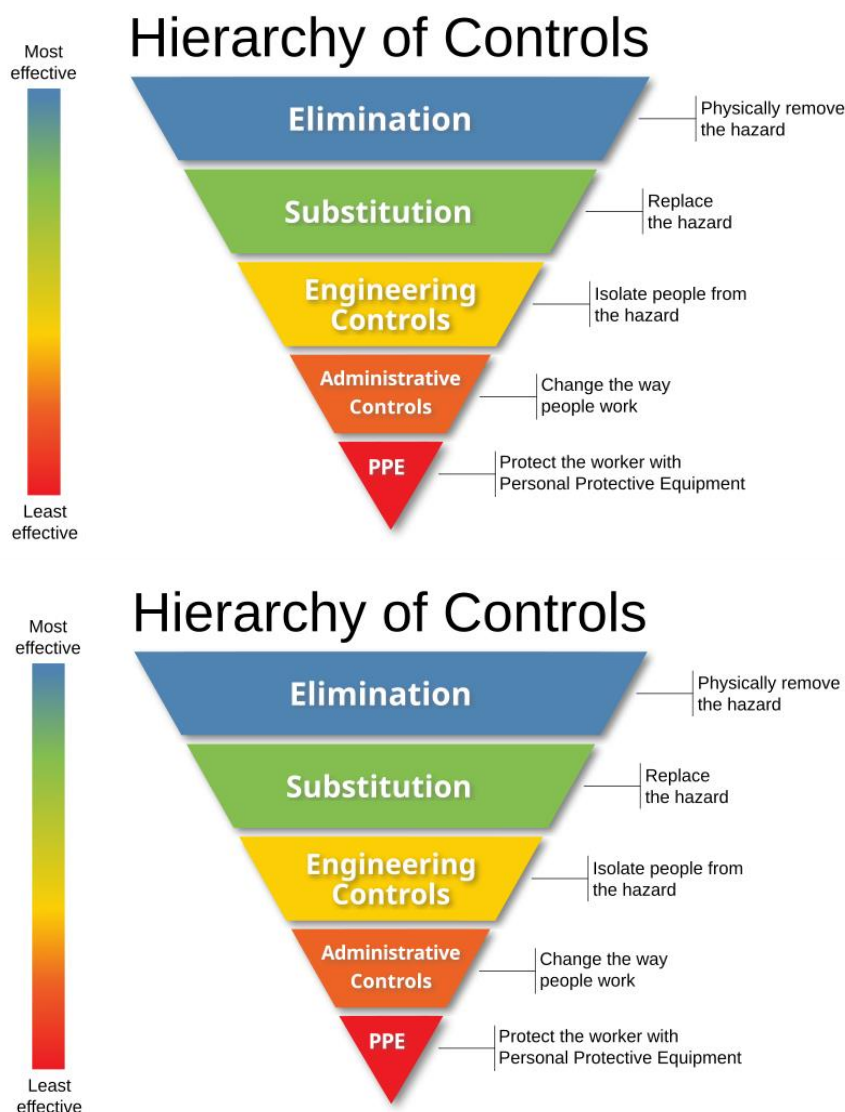 Hierarchy of Controls
Most
effective
Elimination
Physically remove
the hazard
Substitution
Replace
the hazard
Engineering
Controls
Isolate people from
the hazard
Administrative
Controls
Change the way
people work
PPE
Protect the worker with
Personal Protective Equipment
Least
effective
Hierarchy of Controls
Most
effective
Elimination
Physically remove
the hazard
Substitution
Replace
the hazard
Engineering
Controls
Isolate people from
the hazard
Administrative
Controls
Change the way
people work
PPE
Protect the worker with
Personal Protective Equipment
Least
effective